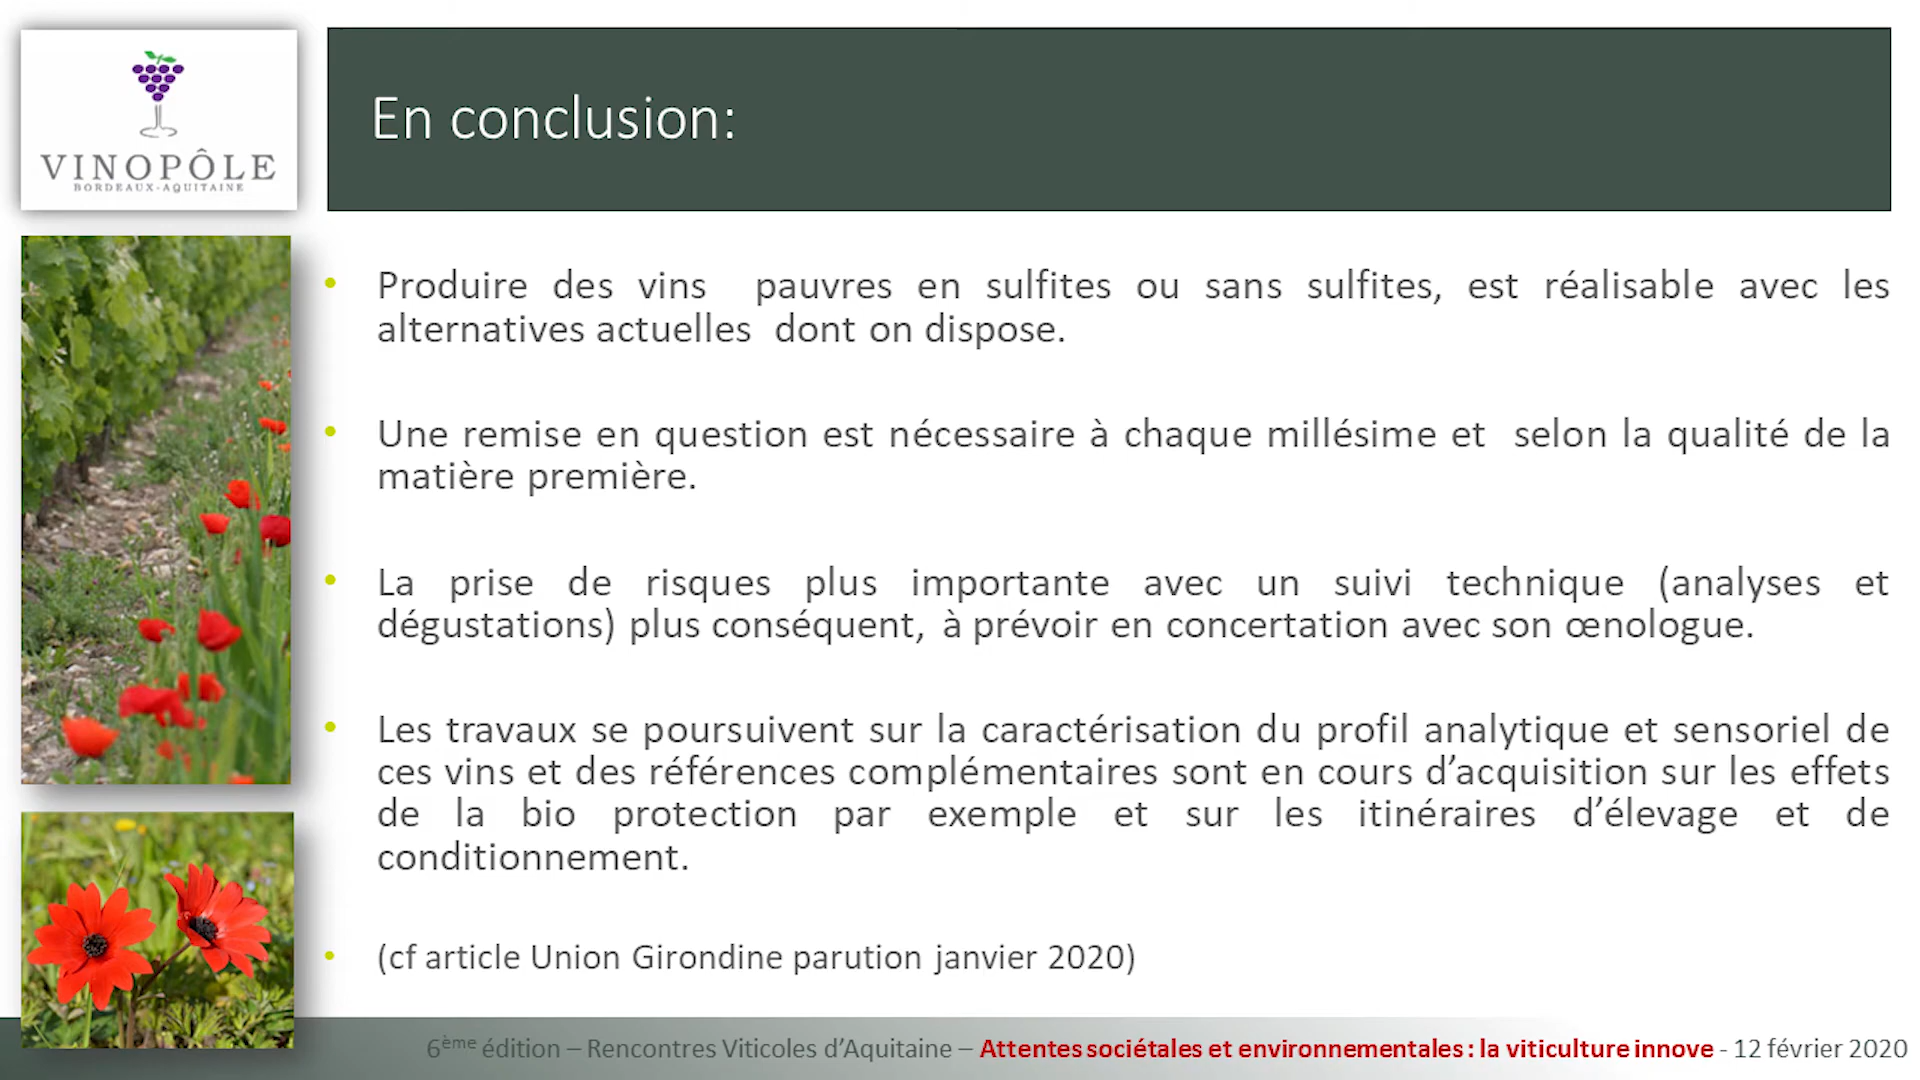 VINOPÔLE
BORDEAUX-AQUITAINE
En conclusion:
• Produire des vins pauvres en sulfites ou sans sulfites, est réalisable avec les
alternatives actuelles dont on dispose.
• Une remise en question est nécessaire à chaque millésime et selon la qualité de la
matière première.
• La prise de risques plus importante avec un suivi technique (analyses et
dégustations) plus conséquent, à prévoir en concertation avec son œnologue.
• Les travaux se poursuivent sur la caractérisation du profil analytique et sensoriel de
ces vins et des références complémentaires sont en cours d’acquisition sur les effets
de la bio protection par exemple et sur les itinéraires d’élevage et de
conditionnement.
• (cf article Union Girondine parution janvier 2020)
6ème édition – Rencontres Viticoles d’Aquitaine – Attentes sociétales et environnementales : la viticulture innove - 12 février 2020